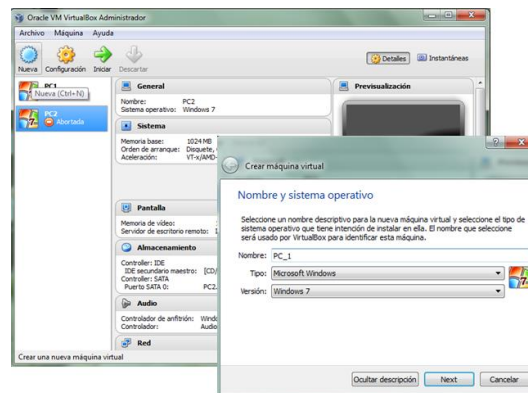 Oracle VM VirtualBox Administrador
Archivo Máquina Ayuda
Nueva Configuración Iniciar Descartar
Detalles Instantáneas
PC1
Nueva (Ctrl+N)
PC2
Abortada
General
Nombre: PC2
Sistema operativo: Windows 7
Sistema
Memoria base: 1024 MB
Orden de arranque: Disquete,
Aceleración: VT-x/AMD-
Pantalla
Memoria de vídeo:
Servidor de escritorio remoto:
Almacenamiento
Controller: IDE
IDE secundario maestro: [CD/
Controller: SATA
Puerto SATA 0: PC2.
Audio
Controlador de anfitrión: Windo
Controlador: Audio
Red
Crear una nueva máquina virtual
Previsualización
Crear máquina virtual
Nombre y sistema operativo
Seleccione un nombre descriptivo para la nueva máquina virtual y seleccione el tipo de
sistema operativo que tiene intención de instalar en ella. El nombre que seleccione
será usado por VirtualBox para identificar esta máquina.
Nombre: PC_1
Tipo: Microsoft Windows
Versión: Windows 7
Ocultar descripción Next Cancelar